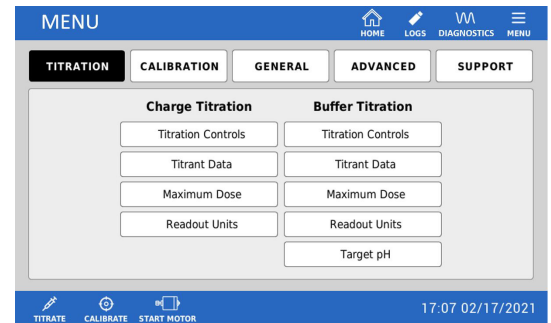 MENU
HOME LOGS DIAGNOSTICS MENU
TITRATION CALIBRATION GENERAL ADVANCED SUPPORT
Charge Titration Buffer Titration
Titration Controls Titration Controls
Titrant Data Titrant Data
Maximum Dose Maximum Dose
Readout Units Readout Units
Target pH
TITRATE CALIBRATE START MOTOR 17:07 02/17/2021